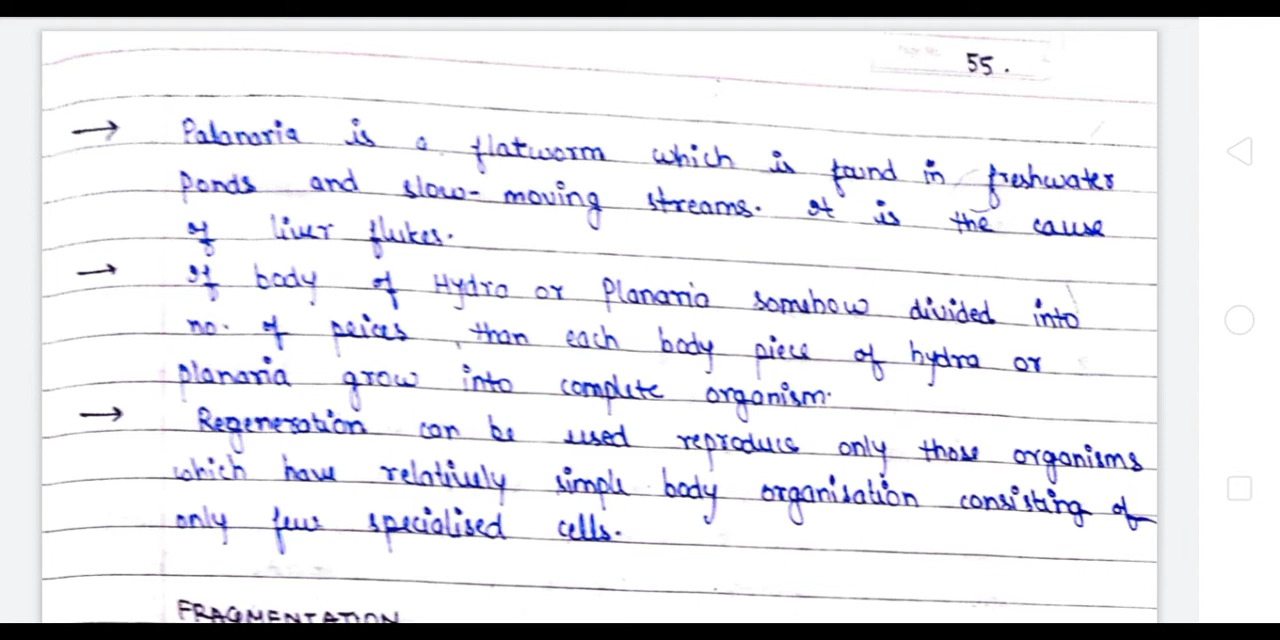 55.
→ Palanaria is a flatworm which is found in freshwater
ponds and slow-moving streams. It is the cause
of liver flukes.
→ If body of Hydra or Planaria somehow divided into
no. of peices, than each body piece of hydra or
planaria grow into complete organism.
→ Regeneration can be used reproduce only those organisms
which have relatively simple body organisation consisting of
only few specialised cells.
FRAGMENTATION